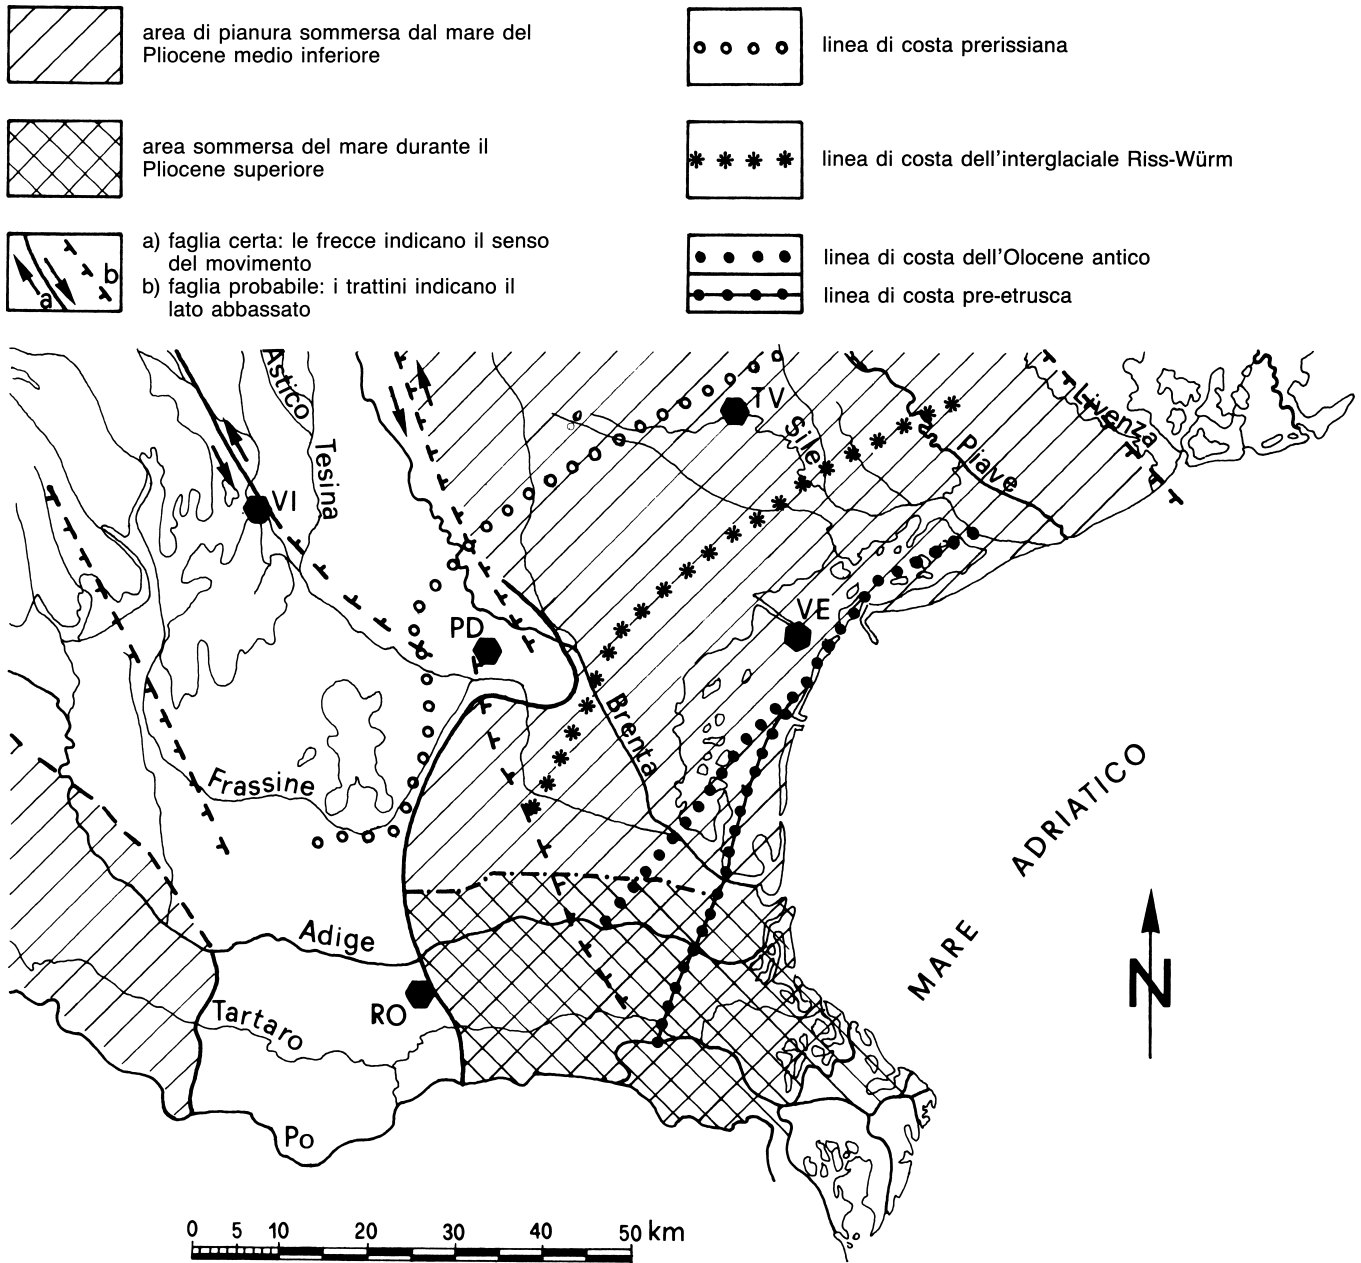 area di pianura sommersa dal mare del
Pliocene medio inferiore
area sommersa del mare durante il
Pliocene superiore
a) faglia certa: le frecce indicano il senso
del movimento
b) faglia probabile: i trattini indicano il
lato abbassato
a
b
linea di costa prerissiana
linea di costa dell'interglaciale Riss-Würm
linea di costa dell'Olocene antico
linea di costa pre-etrusca
Astico
Tesina
VI
TV
Sile
Piave
Livenza
PD
VE
Brenta
Frassine
Adige
RO
Tartaro
Po
MARE ADRIATICO
N
0 5 10 20 30 40 50 km